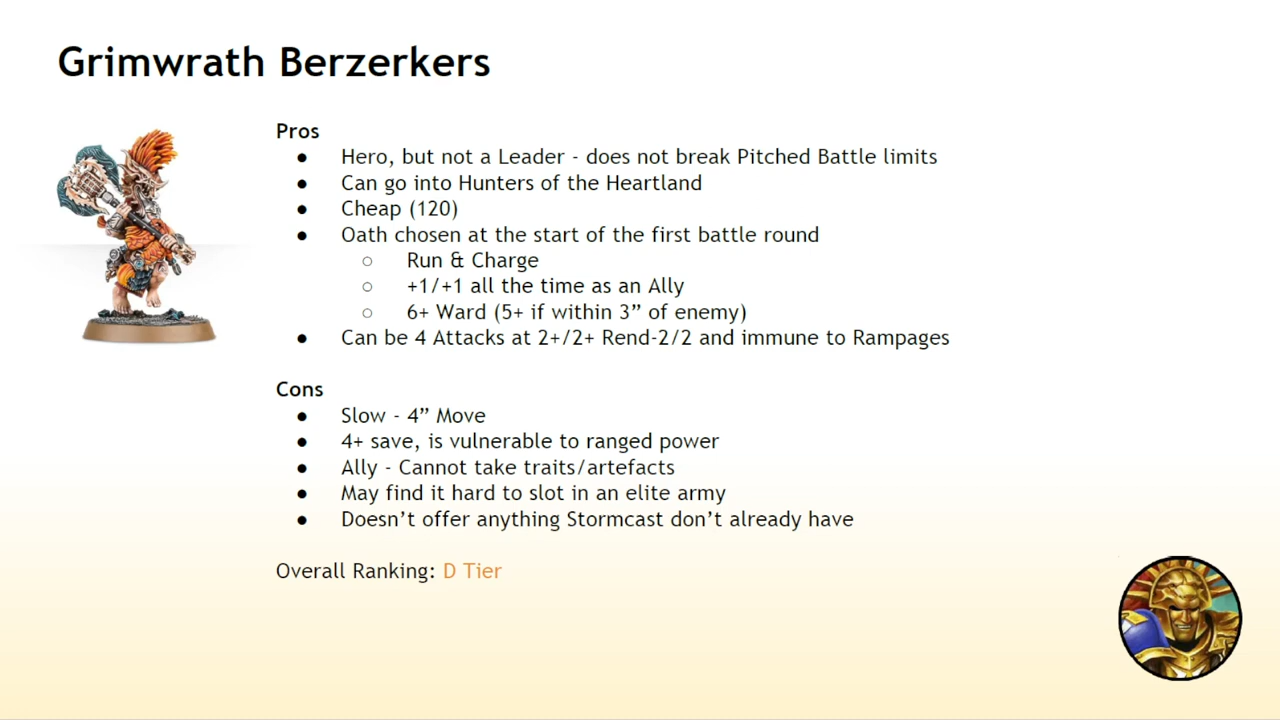 Grimwrath Berzerkers
Pros
● Hero, but not a Leader - does not break Pitched Battle limits
● Can go into Hunters of the Heartland
● Cheap (120)
● Oath chosen at the start of the first battle round
○ Run & Charge
○ +1/+1 all the time as an Ally
○ 6+ Ward (5+ if within 3” of enemy)
● Can be 4 Attacks at 2+/2+ Rend-2/2 and immune to Rampages
Cons
● Slow - 4” Move
● 4+ save, is vulnerable to ranged power
● Ally - Cannot take traits/artefacts
● May find it hard to slot in an elite army
● Doesn’t offer anything Stormcast don’t already have
Overall Ranking: D Tier